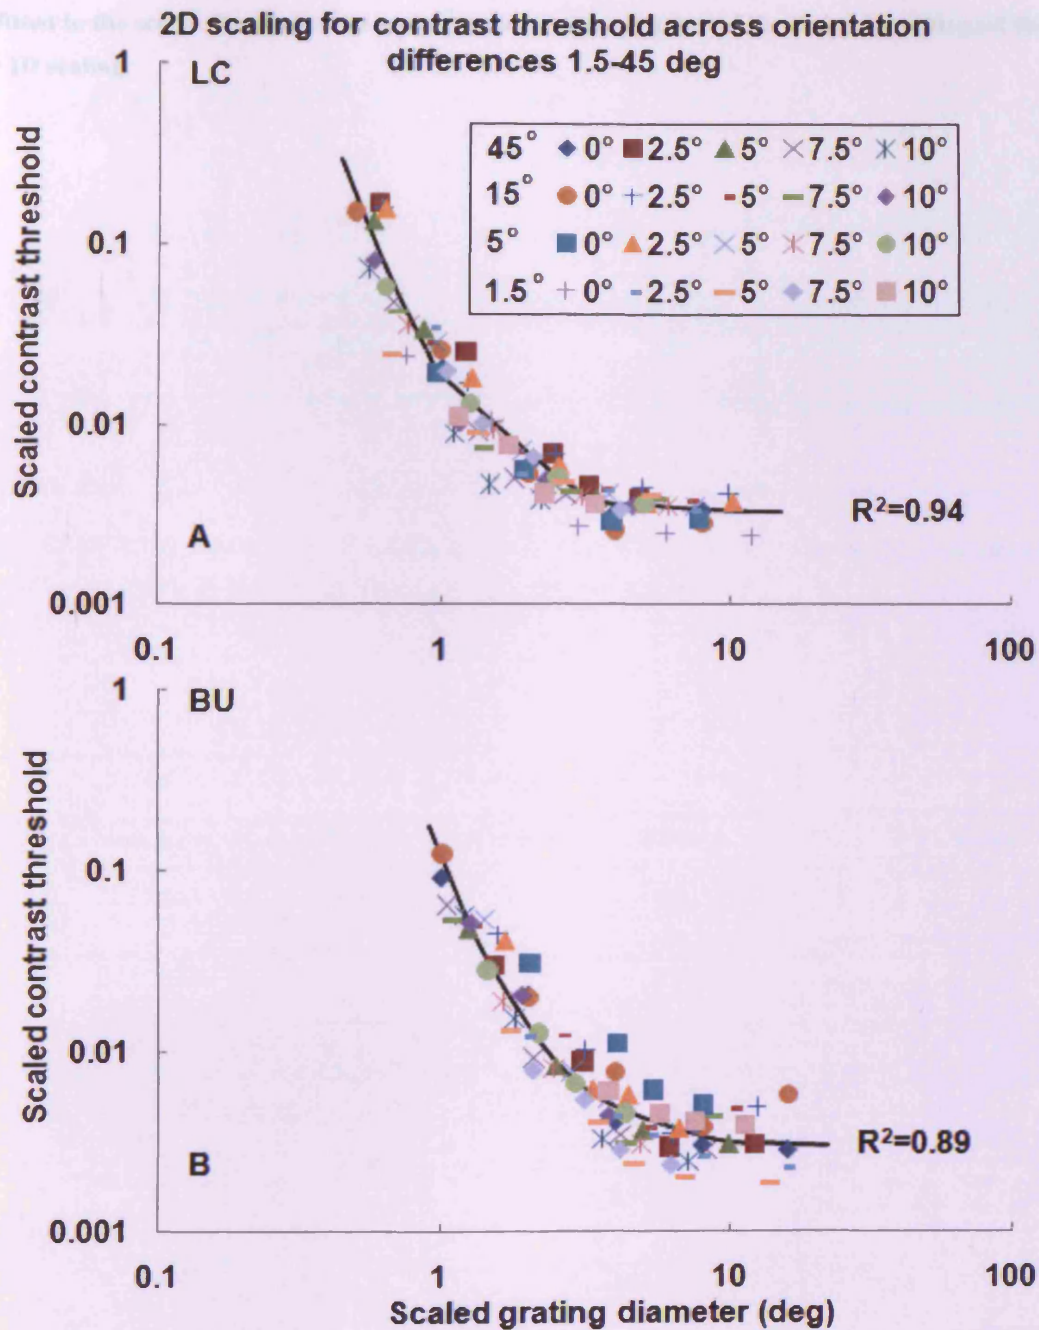 2D scaling for contrast threshold across orientation
differences 1.5-45 deg
1
LC
45° 0° 2.5° 5° 7.5° 10°
15° 0° 2.5° 5° 7.5° 10°
5° 0° 2.5° 5° 7.5° 10°
1.5° 0° 2.5° 5° 7.5° 10°
Scaled contrast threshold
0.1
0.01
R²=0.94
A
0.001
0.1 1 10 100
1
BU
Scaled contrast threshold
0.1
0.01
R²=0.89
B
0.001
0.1 1 10 100
Scaled grating diameter (deg)